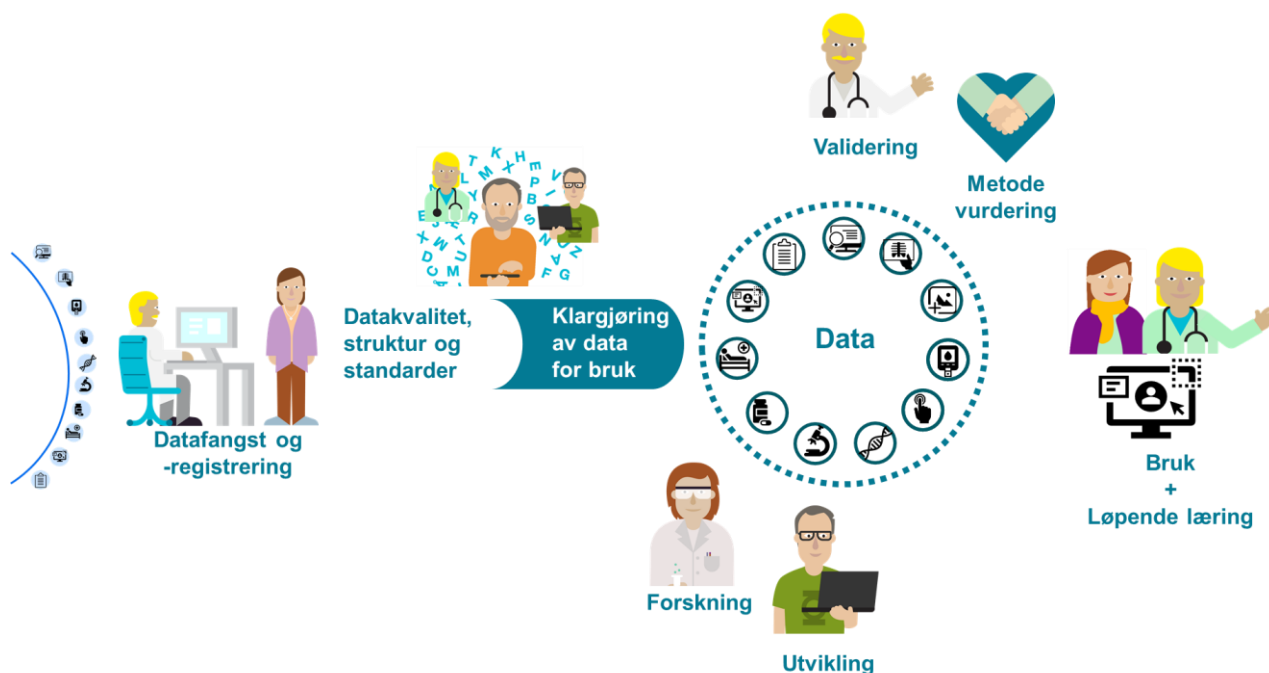 Datafangst og
-registrering
Datakvalitet,
struktur og
standarder
Klargjøring
av data
for bruk
Data
Validering
Metode
vurdering
Bruk
+
Løpende læring
Forskning
Utvikling